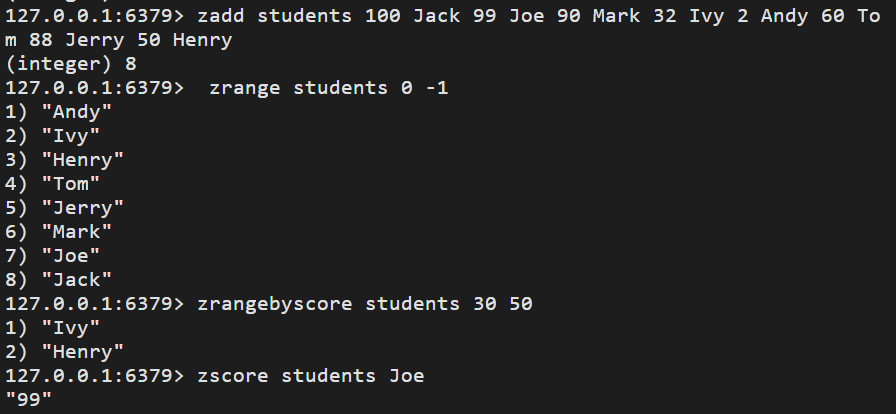 127.0.0.1:6379> zadd students 100 Jack 99 Joe 90 Mark 32 Ivy 2 Andy 60 To
m 88 Jerry 50 Henry
(integer) 8
127.0.0.1:6379>  zrange students 0 -1
1) "Andy"
2) "Ivy"
3) "Henry"
4) "Tom"
5) "Jerry"
6) "Mark"
7) "Joe"
8) "Jack"
127.0.0.1:6379> zrangebyscore students 30 50
1) "Ivy"
2) "Henry"
127.0.0.1:6379> zscore students Joe
"99"